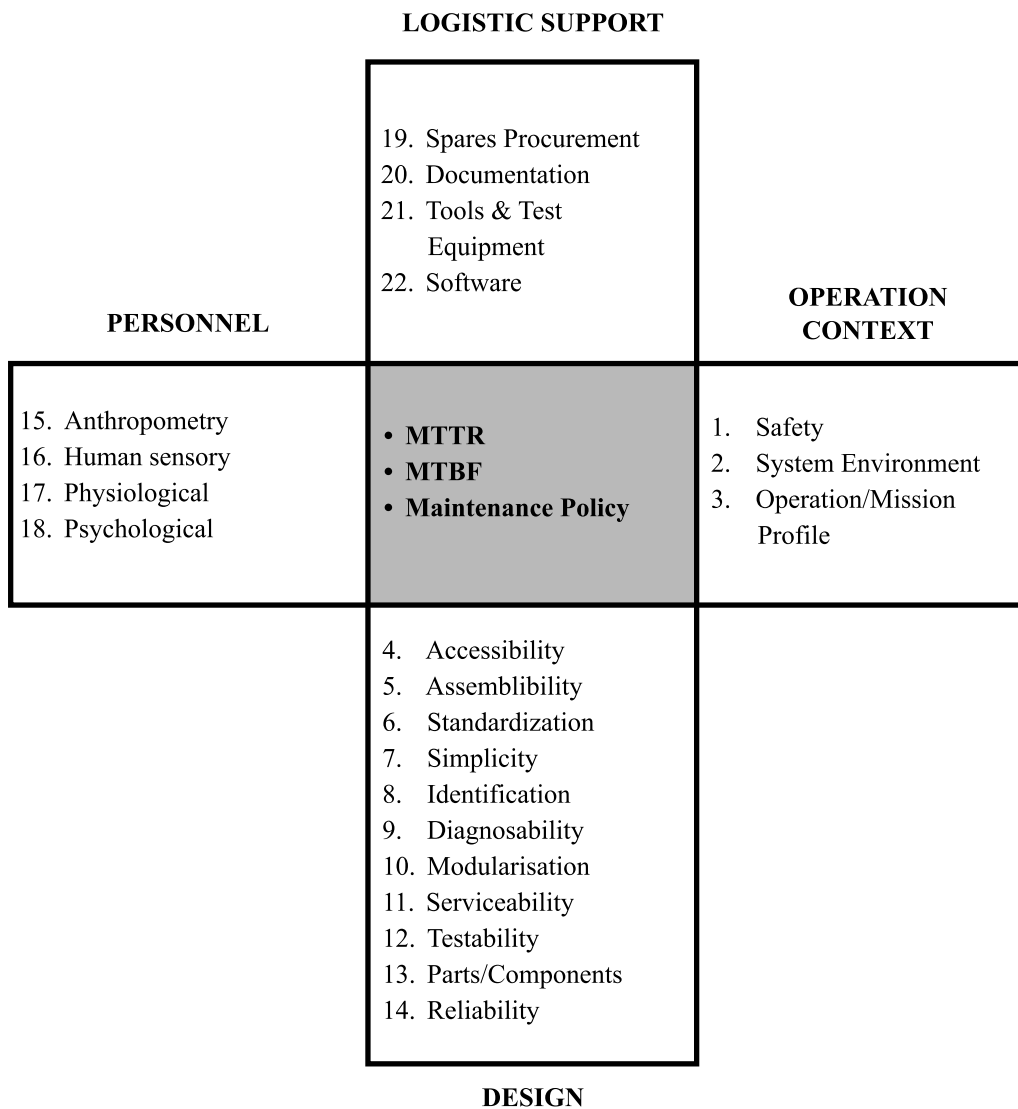 LOGISTIC SUPPORT
19. Spares Procurement
20. Documentation
21. Tools & Test
Equipment
22. Software
PERSONNEL
15. Anthropometry
16. Human sensory
17. Physiological
18. Psychological
• MTTR
• MTBF
• Maintenance Policy
OPERATION
CONTEXT
1. Safety
2. System Environment
3. Operation/Mission
Profile
4. Accessibility
5. Assemblibility
6. Standardization
7. Simplicity
8. Identification
9. Diagnosability
10. Modularisation
11. Serviceability
12. Testability
13. Parts/Components
14. Reliability
DESIGN